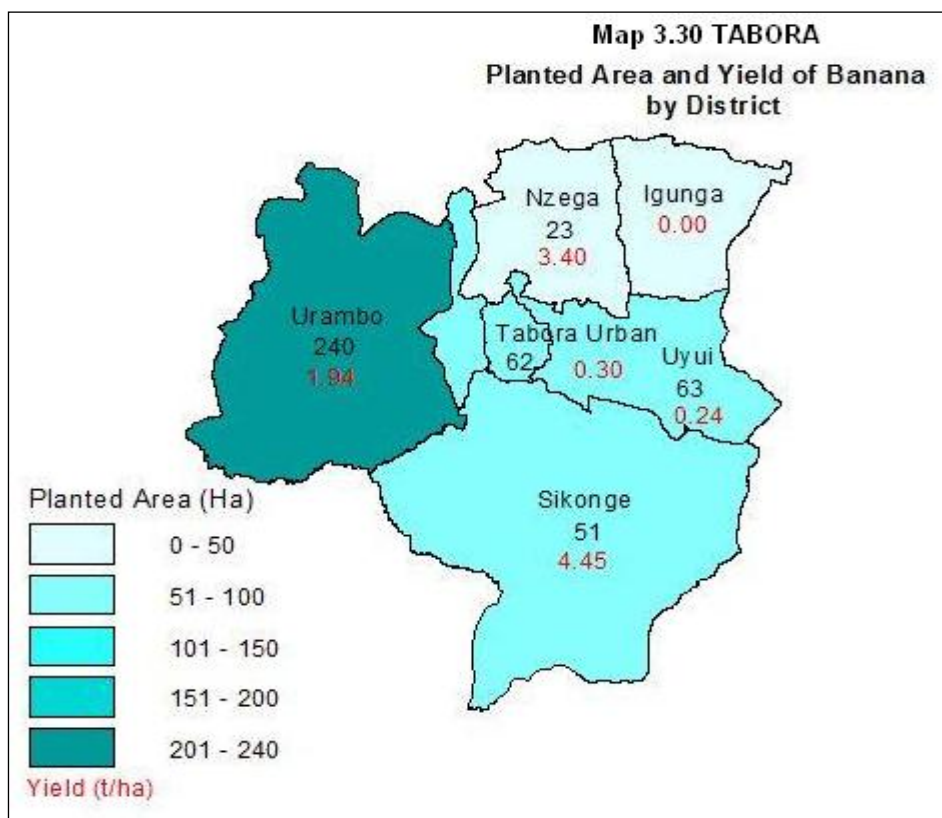 Map 3.30 TABORA
Planted Area and Yield of Banana
by District
Nzega
23
3.40
Igunga
0.00
Urambo
240
1.94
Tabora Urban
62
0.30
Uyui
63
0.24
Sikonge
51
4.45
Planted Area (Ha)
0 - 50
51 - 100
101 - 150
151 - 200
201 - 240
Yield (t/ha)